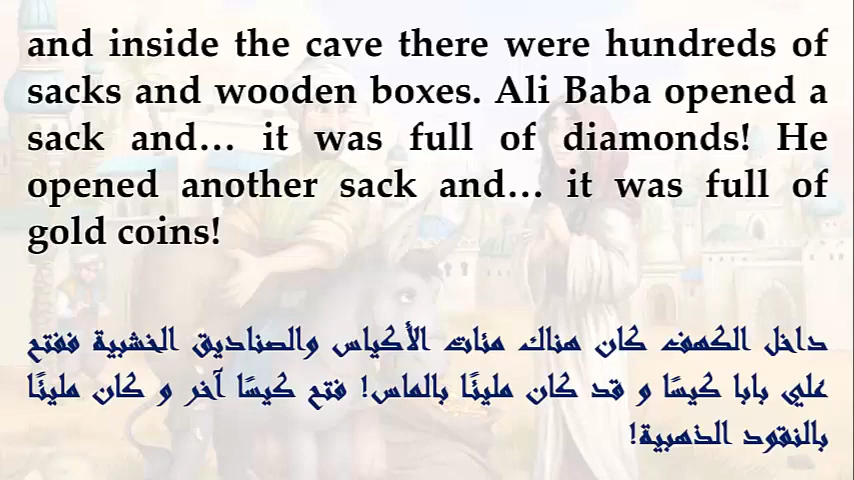 and inside the cave there were hundreds of
sacks and wooden boxes. Ali Baba opened a
sack and… it was full of diamonds! He
opened another sack and… it was full of
gold coins!
داخل الكهف كان هناك مئات الأكياس والصناديق الخشبية ففتح
علي بابا كيسًا و قد كان مليئًا بالماس! فتح كيسًا آخر و كان مليئًا
بالنقود الذهبية!